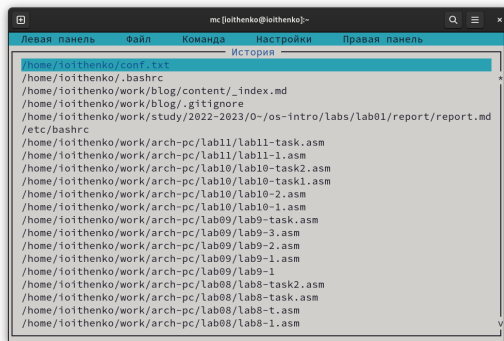 mc [ioithenko@ioithenko]:~
Левая панель Файл Команда Настройки Правая панель
История
/home/ioithenko/conf.txt
/home/ioithenko/.bashrc
/home/ioithenko/work/blog/content/_index.md
/home/ioithenko/work/blog/.gitignore
/home/ioithenko/work/study/2022-2023/О~/os-intro/labs/lab01/report/report.md
/etc/bashrc
/home/ioithenko/work/arch-pc/lab11/lab11-task.asm
/home/ioithenko/work/arch-pc/lab11/lab11-1.asm
/home/ioithenko/work/arch-pc/lab10/lab10-task2.asm
/home/ioithenko/work/arch-pc/lab10/lab10-task1.asm
/home/ioithenko/work/arch-pc/lab10/lab10-2.asm
/home/ioithenko/work/arch-pc/lab10/lab10-1.asm
/home/ioithenko/work/arch-pc/lab09/lab9-task.asm
/home/ioithenko/work/arch-pc/lab09/lab9-3.asm
/home/ioithenko/work/arch-pc/lab09/lab9-2.asm
/home/ioithenko/work/arch-pc/lab09/lab9-1.asm
/home/ioithenko/work/arch-pc/lab09/lab9-1
/home/ioithenko/work/arch-pc/lab08/lab8-task2.asm
/home/ioithenko/work/arch-pc/lab08/lab8-task.asm
/home/ioithenko/work/arch-pc/lab08/lab8-t.asm
/home/ioithenko/work/arch-pc/lab08/lab8-1.asm